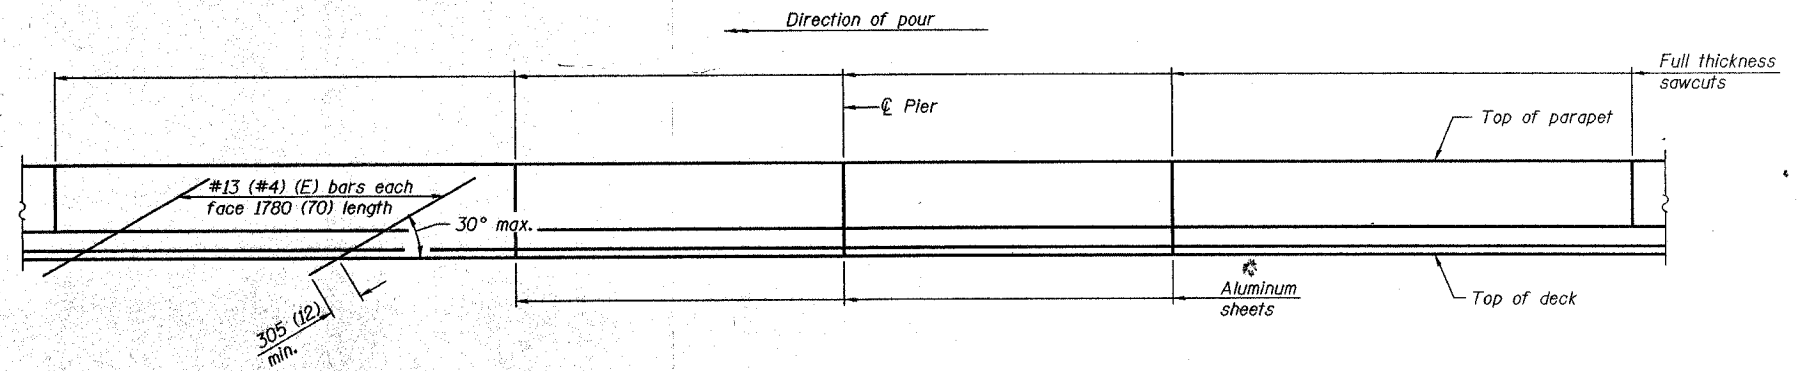 Direction of pour
Full thickness
sawcuts
℄ Pier
Top of parapet
#13 (#4) (E) bars each
face 1780 (70) length
30° max.
305 (12)
min.
Aluminum
sheets
Top of deck